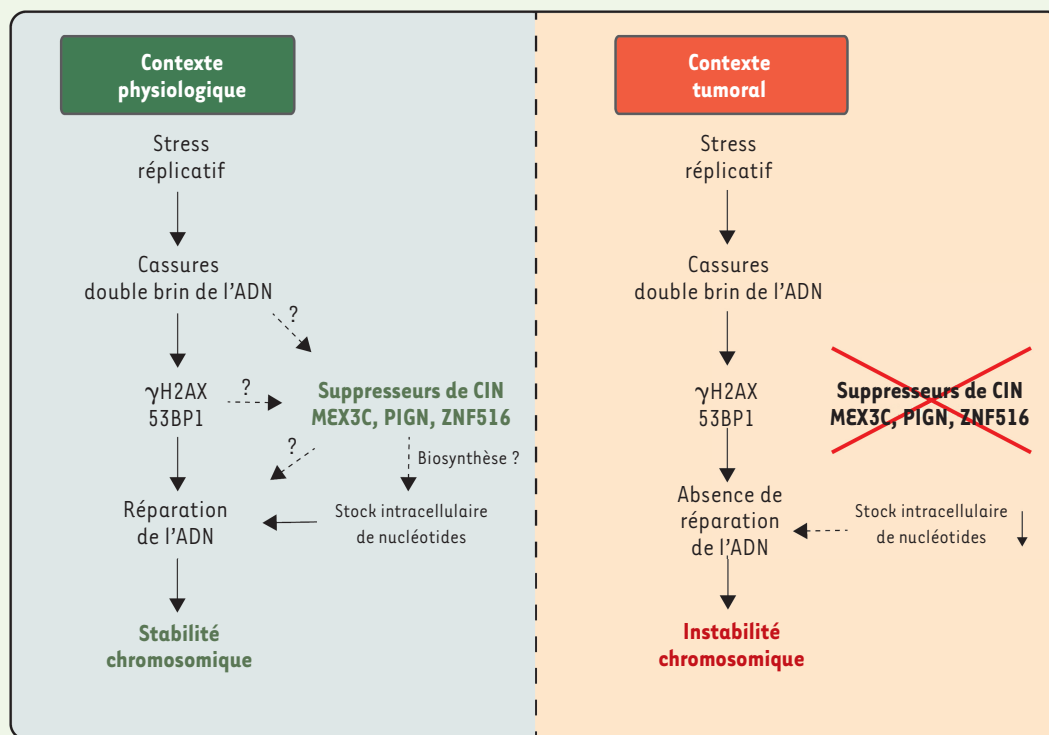 Contexte
physiologique
Stress
réplicatif
Cassures
double brin de l'ADN
?
γH2AX
53BP1
?
Suppresseurs de CIN
MEX3C, PIGN, ZNF516
?
Biosynthèse ?
Réparation
de l'ADN
Stock intracellulaire
de nucléotides
Stabilité
chromosomique
Contexte
tumoral
Stress
réplicatif
Cassures
double brin de l'ADN
γH2AX
53BP1
Suppresseurs de CIN
MEX3C, PIGN, ZNF516
Absence de
réparation
de l'ADN
Stock intracellulaire
de nucléotides
Instabilité
chromosomique